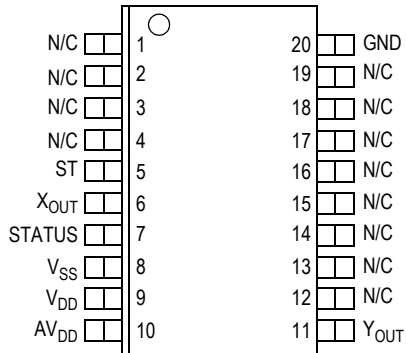 N/C 1 20 GND
N/C 2 19 N/C
N/C 3 18 N/C
N/C 4 17 N/C
ST 5 16 N/C
XOUT 6 15 N/C
STATUS 7 14 N/C
VSS 8 13 N/C
VDD 9 12 N/C
AVDD 10 11 YOUT